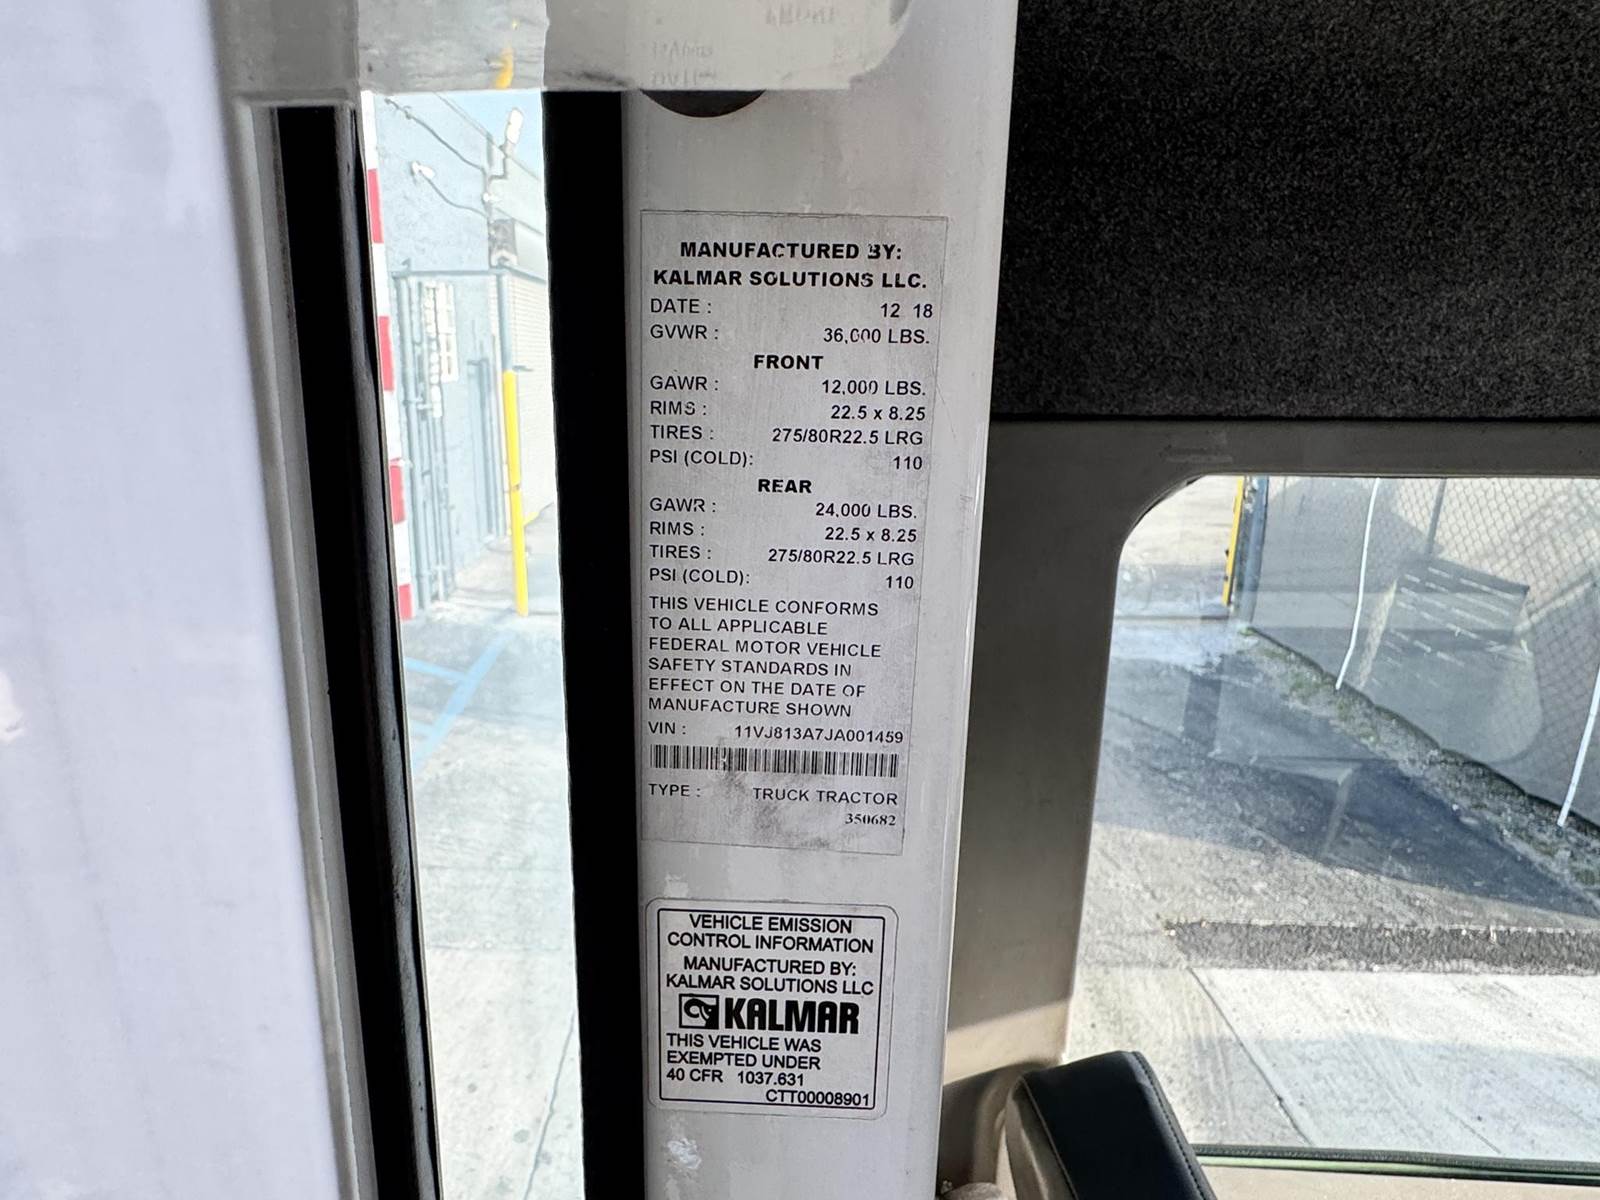 MANUFACTURED BY:
KALMAR SOLUTIONS LLC.
DATE : 12 18
GVWR : 36,000 LBS.
FRONT
GAWR : 12,000 LBS.
RIMS : 22.5 x 8.25
TIRES : 275/80R22.5 LRG
PSI (COLD): 110
REAR
GAWR : 24,000 LBS.
RIMS : 22.5 x 8.25
TIRES : 275/80R22.5 LRG
PSI (COLD): 110
THIS VEHICLE CONFORMS
TO ALL APPLICABLE
FEDERAL MOTOR VEHICLE
SAFETY STANDARDS IN
EFFECT ON THE DATE OF
MANUFACTURE SHOWN
VIN : 11VJ813A7JA001459
TYPE : TRUCK TRACTOR
350682
VEHICLE EMISSION
CONTROL INFORMATION
MANUFACTURED BY:
KALMAR SOLUTIONS LLC
KALMAR
THIS VEHICLE WAS
EXEMPTED UNDER
40 CFR 1037.631
CTT00008901